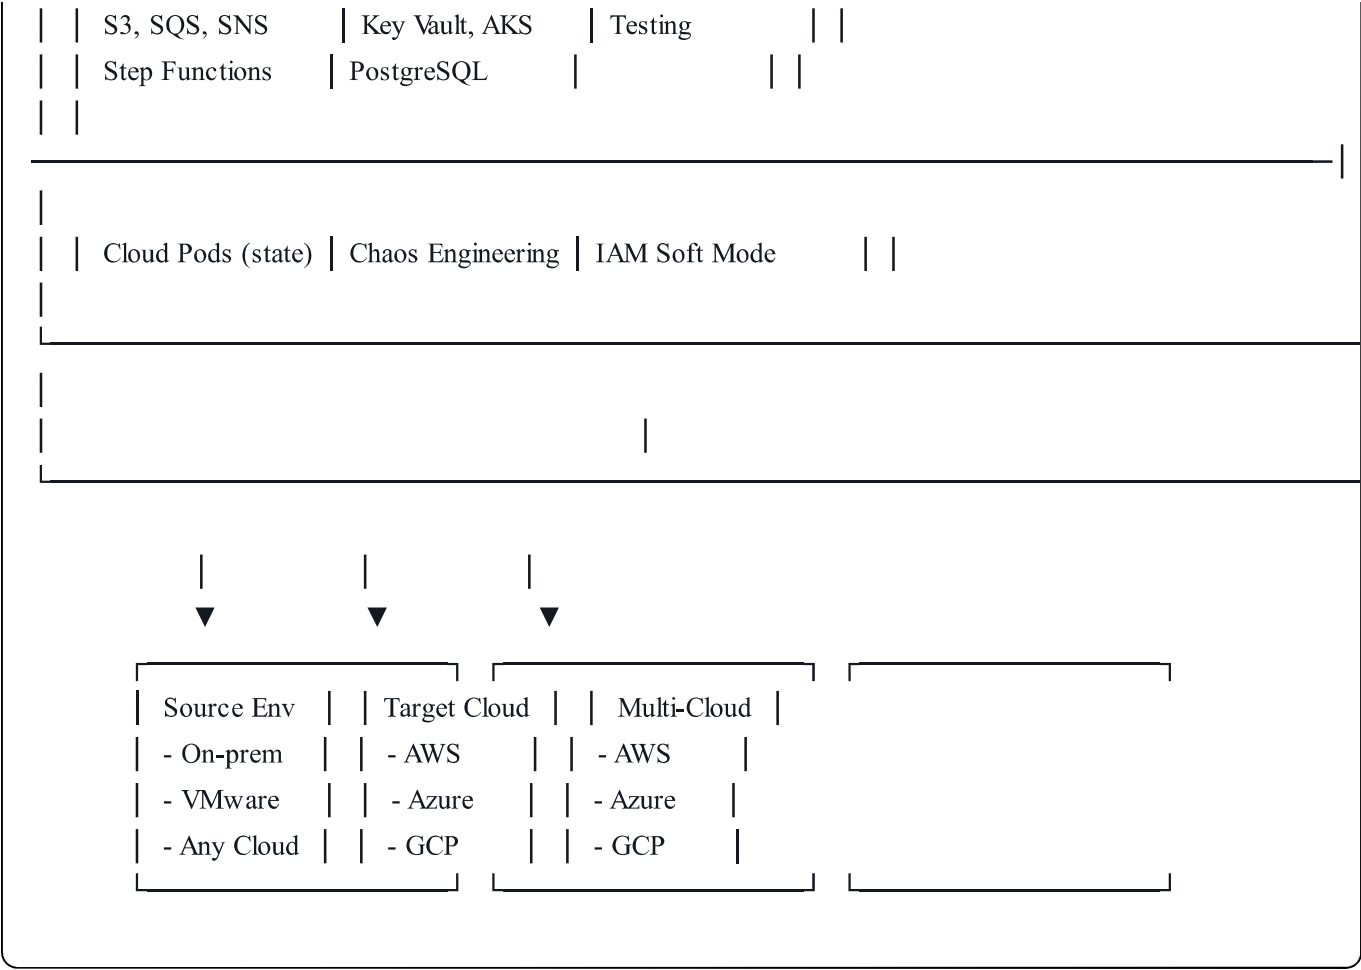 | | S3, SQS, SNS | Key Vault, AKS | Testing | |
| | Step Functions | PostgreSQL | | |
| |
|
|
| | Cloud Pods (state) | Chaos Engineering | IAM Soft Mode | |
|
|
| |
| | |
▼ ▼ ▼
| Source Env | | Target Cloud | | Multi-Cloud |
| - On-prem | | - AWS | | - AWS |
| - VMware | | - Azure | | - Azure |
| - Any Cloud | | - GCP | | - GCP |